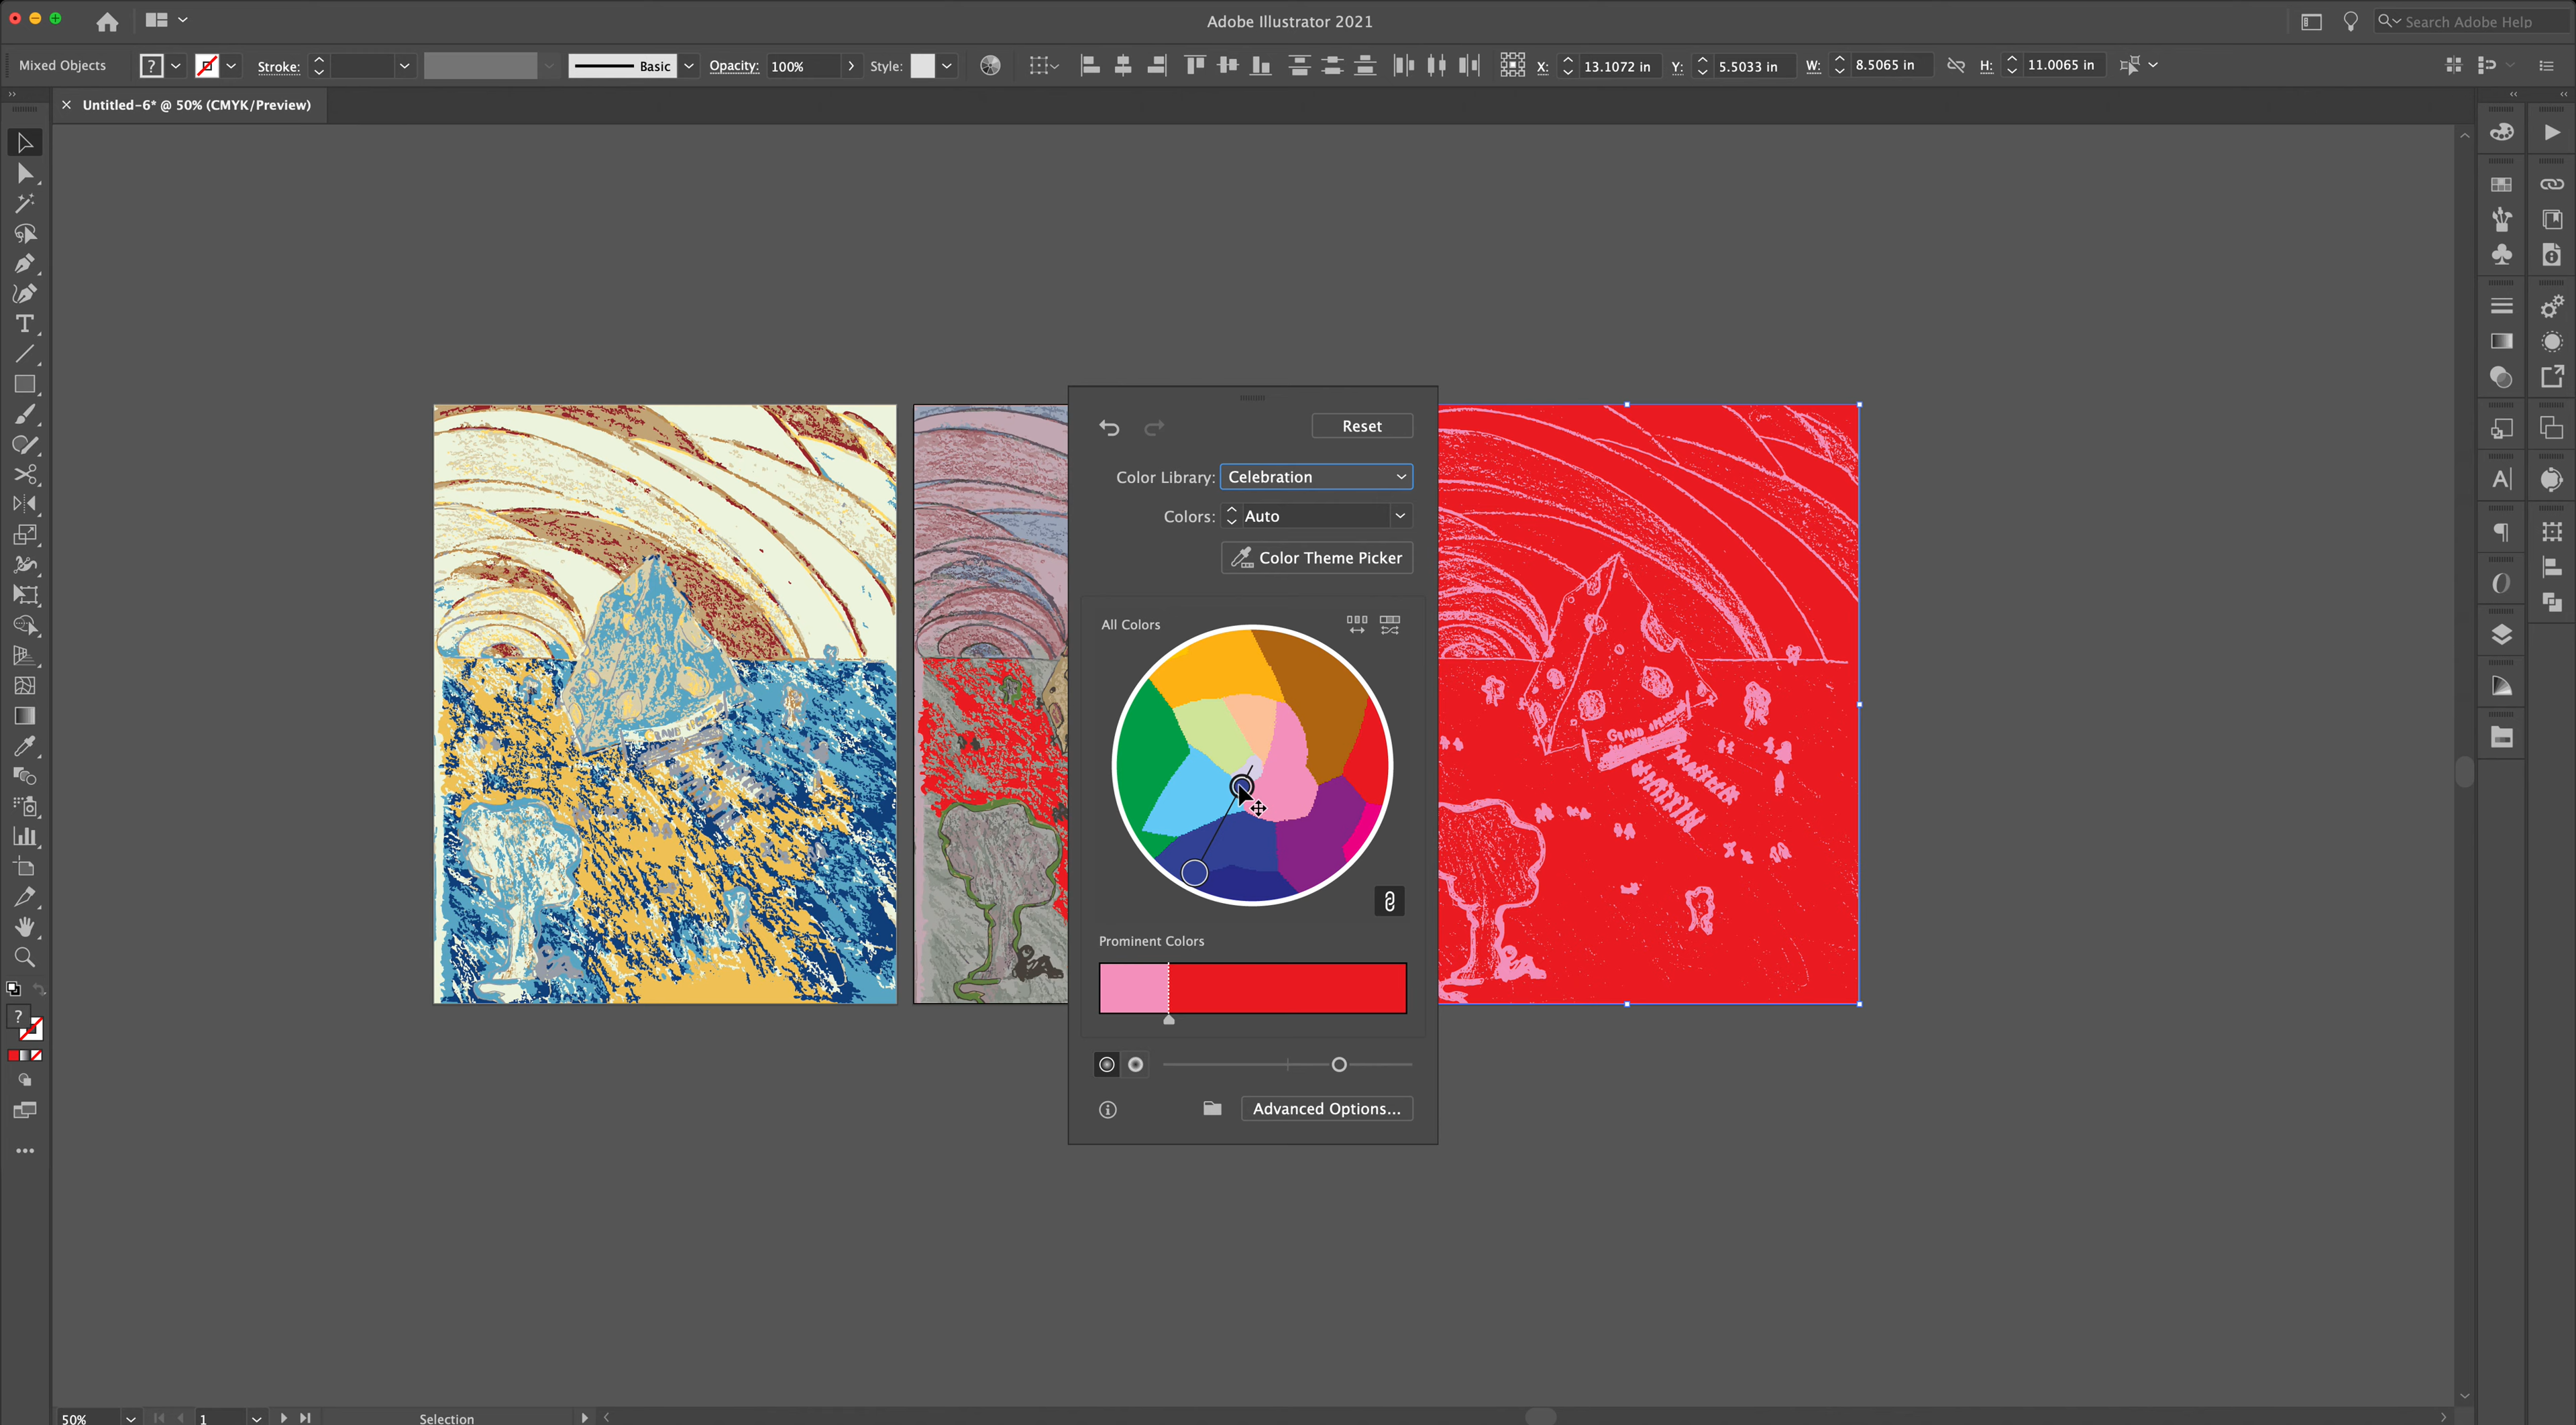 Adobe Illustrator 2021
Search Adobe Help
Mixed Objects
?
Stroke:
Basic
Opacity:
100%
Style:
X:
13.1072 in
Y:
5.5033 in
W:
8.5065 in
H:
11.0065 in
Untitled-6* @ 50% (CMYK/Preview)
Reset
Color Library:
Celebration
Colors:
Auto
Color Theme Picker
All Colors
Prominent Colors
Advanced Options...
GRAND OPENING
?
50%
1
Selection